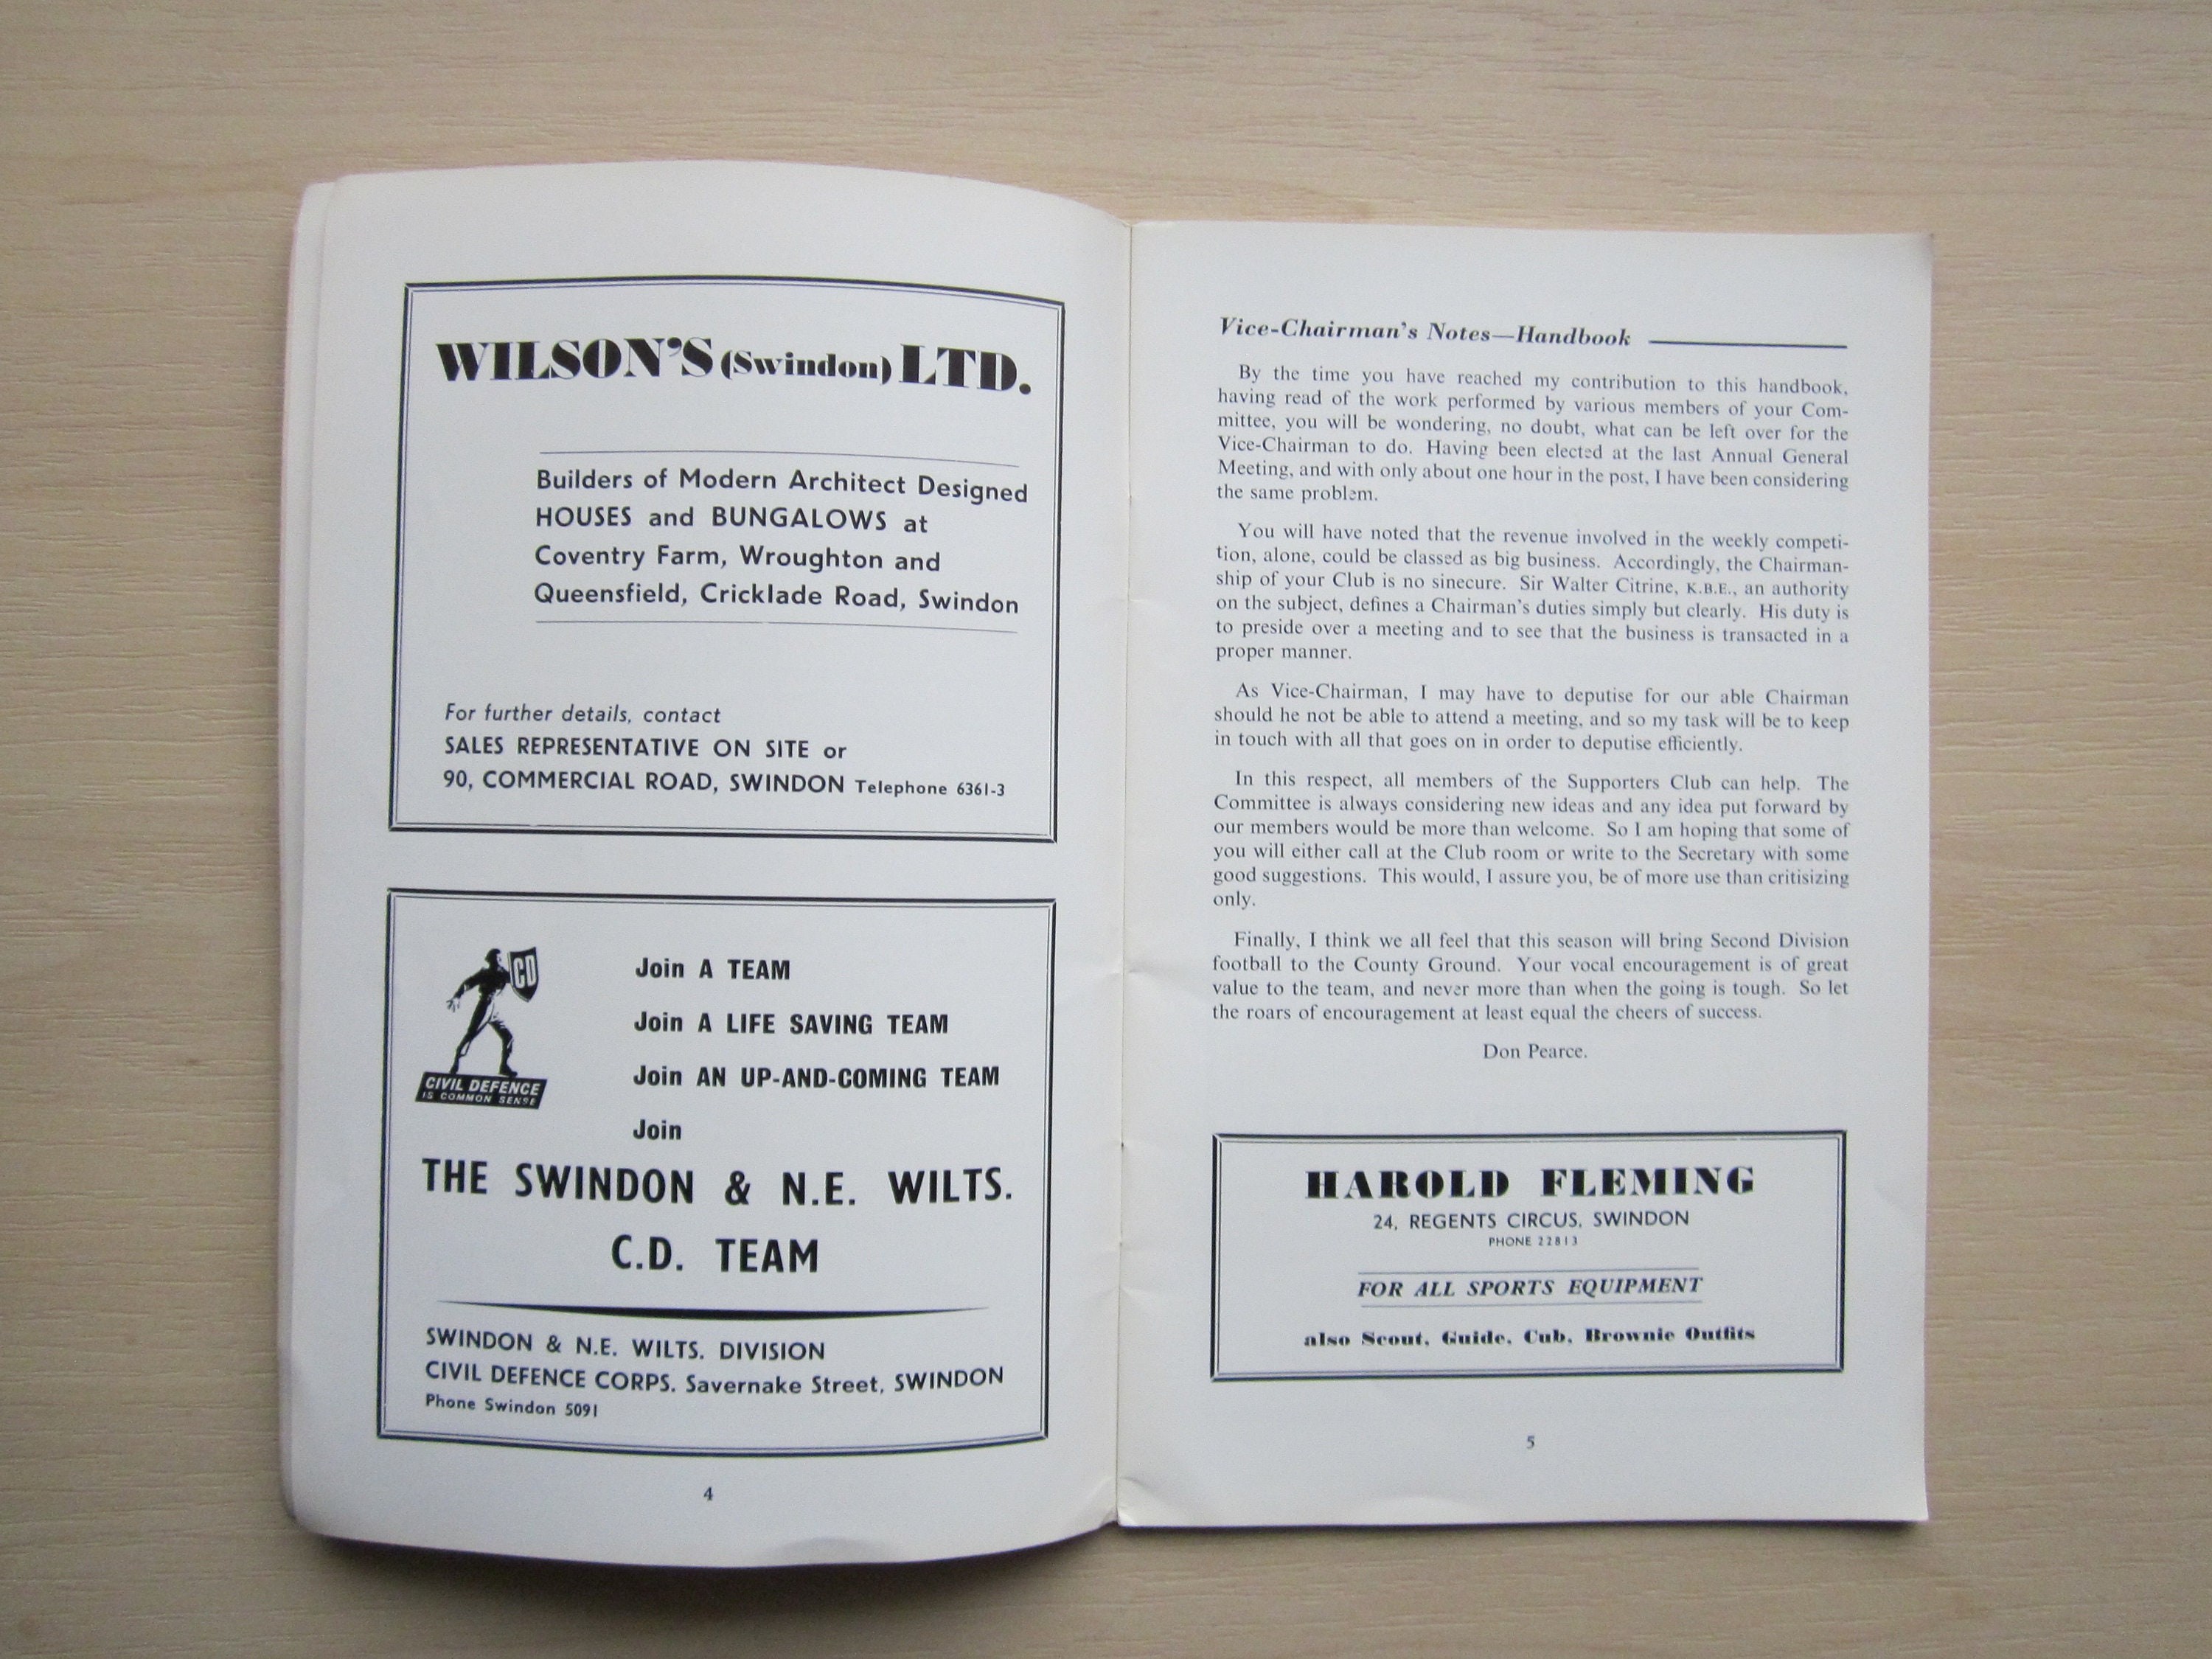 WILSON'S (Swindon) LTD.
Builders of Modern Architect Designed
HOUSES and BUNGALOWS at
Coventry Farm, Wroughton and
Queensfield, Cricklade Road, Swindon
For further details, contact
SALES REPRESENTATIVE ON SITE or
90, COMMERCIAL ROAD, SWINDON Telephone 6361-3
CD
CIVIL DEFENCE
IS COMMON SENSE
Join A TEAM
Join A LIFE SAVING TEAM
Join AN UP-AND-COMING TEAM
Join
THE SWINDON & N.E. WILTS.
C.D. TEAM
SWINDON & N.E. WILTS. DIVISION
CIVIL DEFENCE CORPS. Savernake Street, SWINDON
Phone Swindon 5091
4
Vice-Chairman's Notes—Handbook
By the time you have reached my contribution to this handbook,
having read of the work performed by various members of your Com-
mittee, you will be wondering, no doubt, what can be left over for the
Vice-Chairman to do. Having been elected at the last Annual General
Meeting, and with only about one hour in the post, I have been considering
the same problem.
You will have noted that the revenue involved in the weekly competi-
tion, alone, could be classed as big business. Accordingly, the Chairman-
ship of your Club is no sinecure. Sir Walter Citrine, K.B.E., an authority
on the subject, defines a Chairman's duties simply but clearly. His duty is
to preside over a meeting and to see that the business is transacted in a
proper manner.
As Vice-Chairman, I may have to deputise for our able Chairman
should he not be able to attend a meeting, and so my task will be to keep
in touch with all that goes on in order to deputise efficiently.
In this respect, all members of the Supporters Club can help. The
Committee is always considering new ideas and any idea put forward by
our members would be more than welcome. So I am hoping that some of
you will either call at the Club room or write to the Secretary with some
good suggestions. This would, I assure you, be of more use than critisizing
only.
Finally, I think we all feel that this season will bring Second Division
football to the County Ground. Your vocal encouragement is of great
value to the team, and never more than when the going is tough. So let
the roars of encouragement at least equal the cheers of success.
Don Pearce.
HAROLD FLEMING
24, REGENTS CIRCUS, SWINDON
PHONE 22813
FOR ALL SPORTS EQUIPMENT
also Scout, Guide, Cub, Brownie Outfits
5